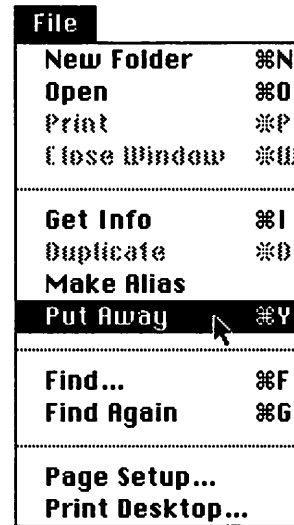 File
New Folder ⌘N
Open ⌘O
Print ⌘P
Close Window ⌘W
Get Info ⌘I
Duplicate ⌘D
Make Alias
Put Away ⌘Y
Find... ⌘F
Find Again ⌘G
Page Setup...
Print Desktop...